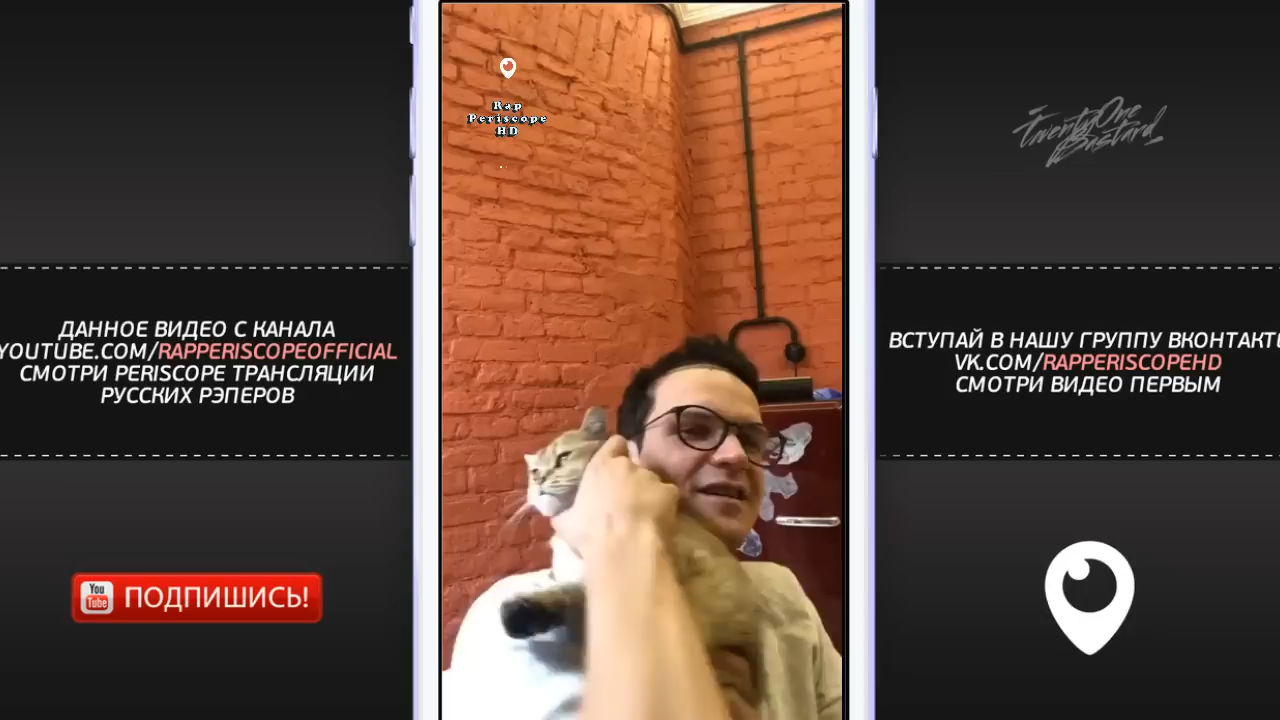 Rap
Periscope
HD
ДАННОЕ ВИДЕО С КАНАЛА
YOUTUBE.COM/RAPPERISCOPEOFFICIAL
СМОТРИ PERISCOPE ТРАНСЛЯЦИИ
РУССКИХ РЭПЕРОВ
You
Tube
ПОДПИШИСЬ!
TwentyOne
Bastard
ВСТУПАЙ В НАШУ ГРУППУ ВКОНТАКТЕ
VK.COM/RAPPERISCOPEHD
СМОТРИ ВИДЕО ПЕРВЫМ